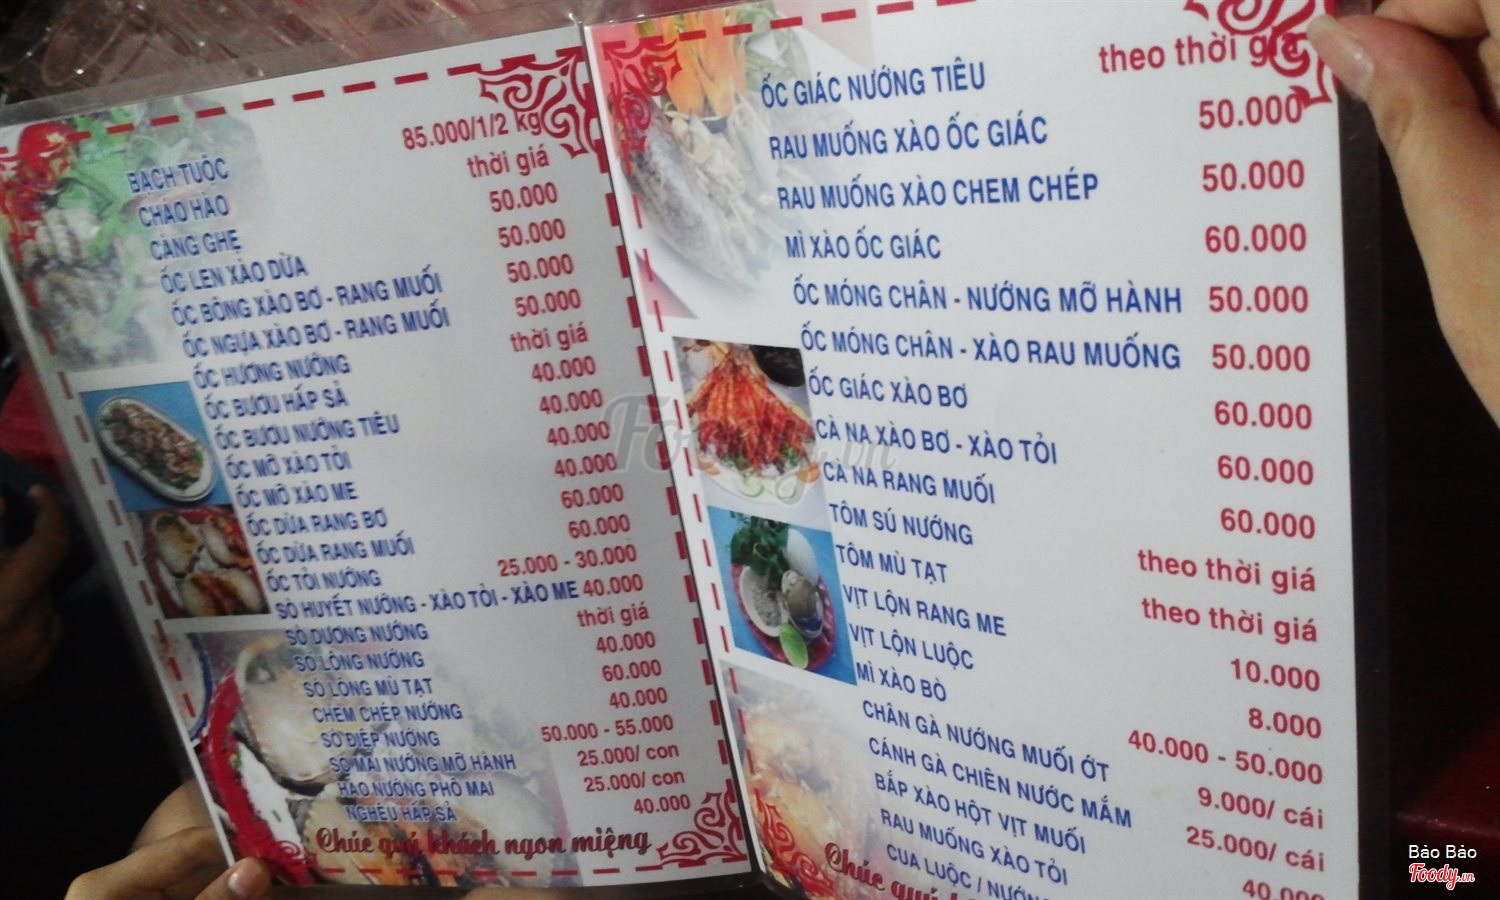 BẠCH TUỘC 85.000/1/2 kg
CHÁO HÀO thời giá
CÀNG GHẸ 50.000
ỐC LEN XÀO DỪA 50.000
ỐC BÔNG XÀO BƠ - RANG MUỐI 50.000
ỐC NGỰA XÀO BƠ - RANG MUỐI 50.000
ỐC HƯƠNG NƯỚNG thời giá
ỐC BƯƠU HẤP SẢ 40.000
ỐC BƯƠU NƯỚNG TIÊU 40.000
ỐC MỠ XÀO TỎI 40.000
ỐC MỠ XÀO ME 40.000
ỐC DỪA RANG BƠ 60.000
ỐC DỪA RANG MUỐI 60.000
ỐC TỎI NƯỚNG 25.000 - 30.000
SÒ HUYẾT NƯỚNG - XÀO TỎI - XÀO ME 40.000
SÒ DƯƠNG NƯỚNG thời giá
SÒ LÔNG NƯỚNG 40.000
SÒ LÔNG MÙ TẠT 60.000
CHEM CHÉP NƯỚNG 40.000
SÒ ĐIỆP NƯỚNG 50.000 - 55.000
SÒ MAI NƯỚNG MỠ HÀNH 25.000/ con
HÀO NƯỚNG PHÔ MAI 25.000/ con
NGHÊU HẤP SẢ 40.000
Chúc quý khách ngon miệng
ỐC GIÁC NƯỚNG TIÊU theo thời giá
RAU MUỐNG XÀO ỐC GIÁC 50.000
RAU MUỐNG XÀO CHEM CHÉP 50.000
MÌ XÀO ỐC GIÁC 60.000
ỐC MÓNG CHÂN - NƯỚNG MỠ HÀNH 50.000
ỐC MÓNG CHÂN - XÀO RAU MUỐNG 50.000
ỐC GIÁC XÀO BƠ 60.000
CÀ NA XÀO BƠ - XÀO TỎI 60.000
CÀ NA RANG MUỐI 60.000
TÔM SÚ NƯỚNG theo thời giá
TÔM MÙ TẠT theo thời giá
VỊT LỘN RANG ME 10.000
VỊT LỘN LUỘC 8.000
MÌ XÀO BÒ 40.000 - 50.000
CHÂN GÀ NƯỚNG MUỐI ỚT 9.000/ cái
CÁNH GÀ CHIÊN NƯỚC MẮM 25.000/ cái
BẮP XÀO HỘT VỊT MUỐI 40.000
RAU MUỐNG XÀO TỎI
CUA LUỘC / NƯỚNG
Chúc quý
Foody.vn
Bảo Bảo
Foody.vn